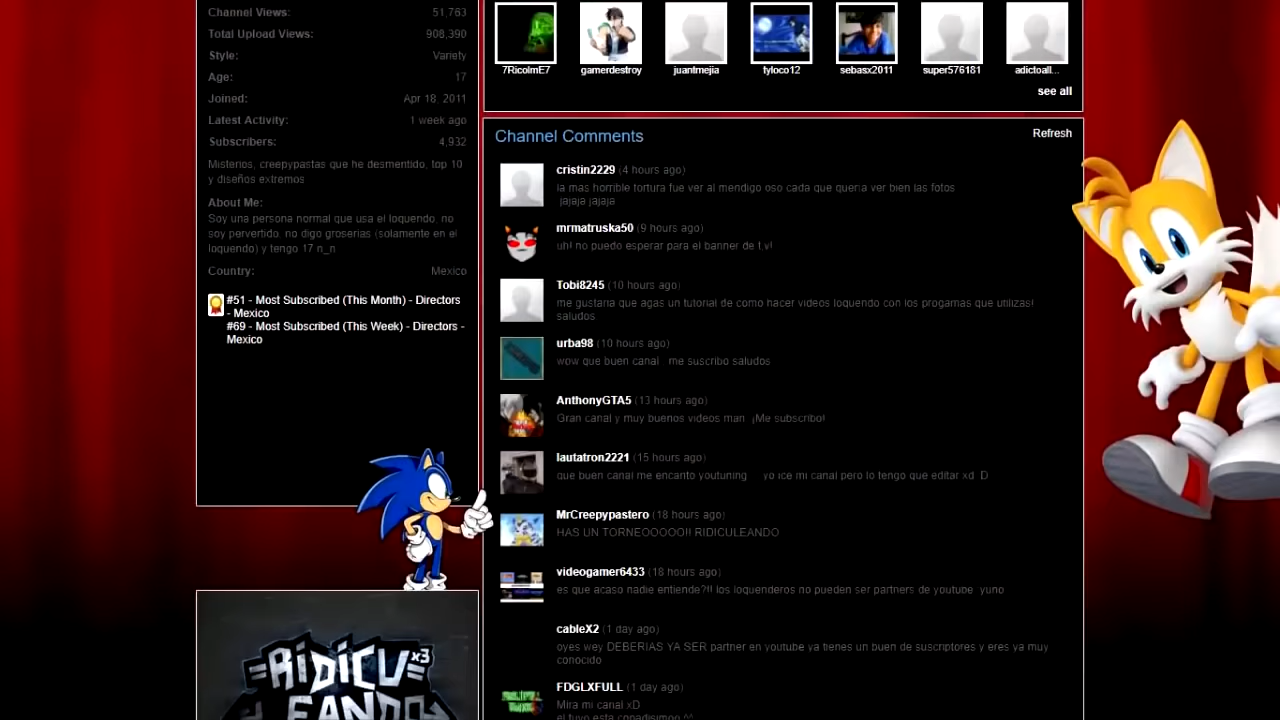 Channel Views: 51,763
Total Upload Views: 908,390
Style: Variety
Age: 17
Joined: Apr 18, 2011
Latest Activity: 1 week ago
Subscribers: 4,932
Misterios, creepypastas que he desmentido, top 10
y diseños extremos
About Me:
Soy una persona normal que usa el loquendo, no
soy pervertido, no digo groserias (solamente en el
loquendo) y tengo 17 n_n
Country: Mexico
#51 - Most Subscribed (This Month) - Directors
- Mexico
#69 - Most Subscribed (This Week) - Directors -
Mexico
=RiDiCU=x3
EANDO
7RicolmE7 gamerdestroy juantmejia tyloco12 sebasx2011 super576181 adictoall...
see all
Channel Comments Refresh
cristin2229 (4 hours ago)
la mas horrible tortura fue ver al mendigo oso cada que queria ver bien las fotos
jajaja jajaja
mrmatruska50 (9 hours ago)
uh! no puedo esperar para el banner de t.v!
Tobi8245 (10 hours ago)
me gustaria que agas un tutorial de como hacer videos loquendo con los progamas que utilizas!
saludos
urba98 (10 hours ago)
wow que buen canal me suscribo saludos
AnthonyGTA5 (13 hours ago)
Gran canal y muy buenos videos man ¡Me subscribo!
lautatron2221 (15 hours ago)
que buen canal me encanto youtuning yo ice mi canal pero lo tengo que editar xd D
MrCreepypastero (18 hours ago)
HAS UN TORNEOOOOO!! RIDICULEANDO
videogamer6433 (18 hours ago)
es que acaso nadie entiende?!! los loquenderos no pueden ser partners de youtube yuno
cableX2 (1 day ago)
oyes wey DEBERIAS YA SER partner en youtube ya tienes un buen de suscriptores y eres ya muy
conocido
FDGLXFULL (1 day ago)
Mira mi canal xD
el tuyo esta copadisimoo ^^